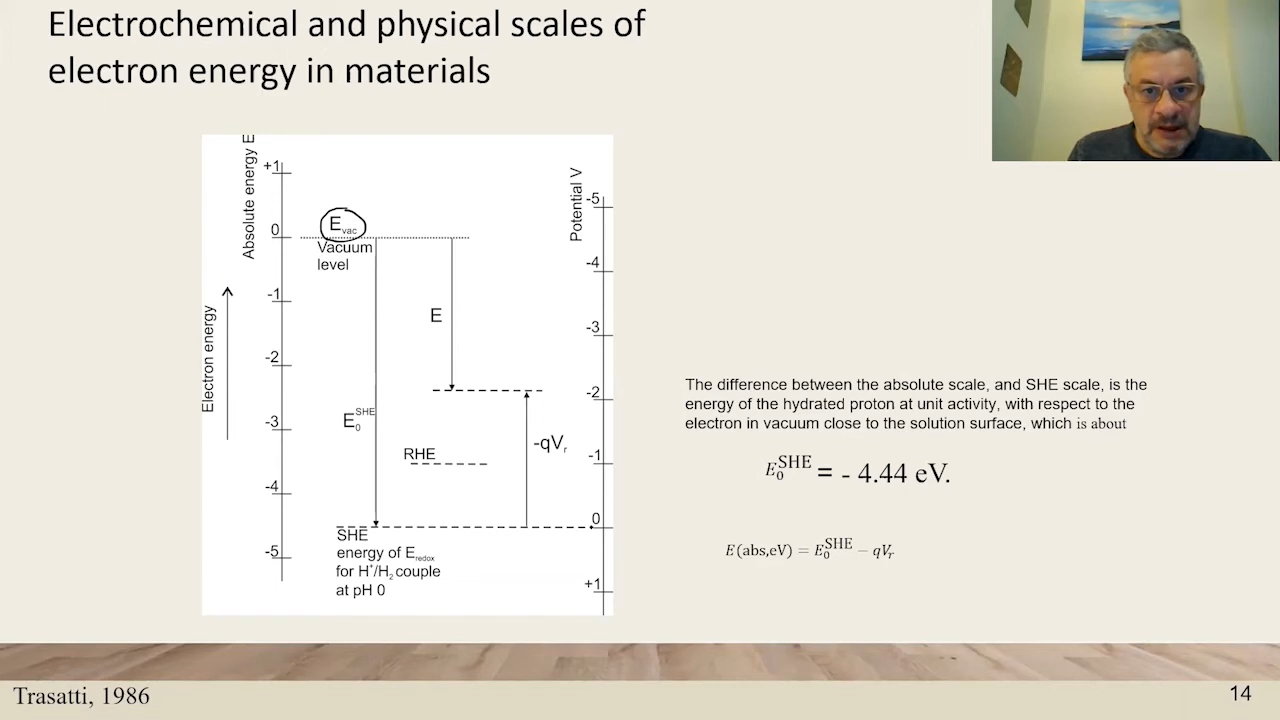 Electrochemical and physical scales of
electron energy in materials
Absolute energy E
+1
0
-1
-2
-3
-4
-5
Electron energy
E_vac
Vacuum
level
E
E_0^SHE
RHE
-qV_r
SHE
energy of E_redox
for H^+/H_2 couple
at pH 0
Potential V
-5
-4
-3
-2
-1
0
+1
The difference between the absolute scale, and SHE scale, is the
energy of the hydrated proton at unit activity, with respect to the
electron in vacuum close to the solution surface, which is about
E_0^SHE = - 4.44 eV.
E(abs,eV) = E_0^SHE − qV_r
Trasatti, 1986
14